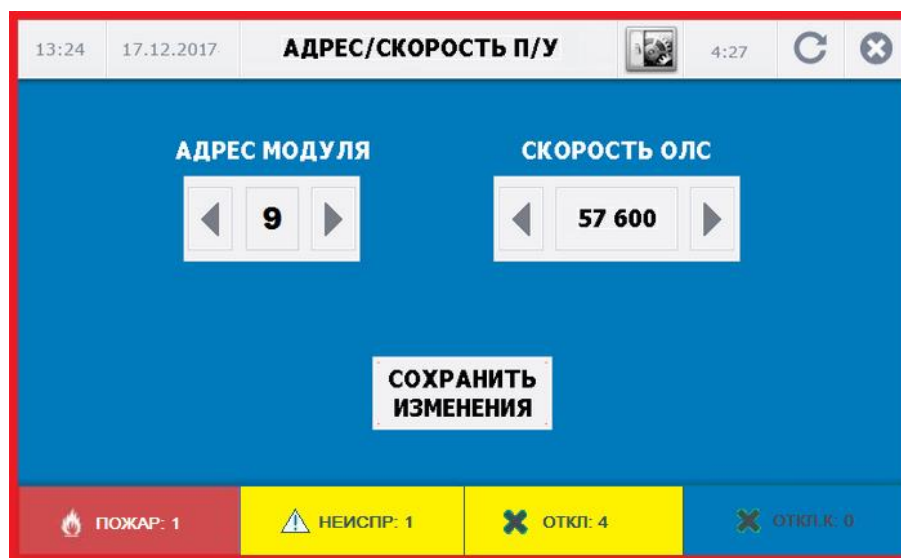 13:24 17.12.2017 АДРЕС/СКОРОСТЬ П/У 4:27
АДРЕС МОДУЛЯ СКОРОСТЬ ОЛС
9 57 600
СОХРАНИТЬ
ИЗМЕНЕНИЯ
ПОЖАР: 1 НЕИСПР: 1 ОТКЛ: 4 ОТКЛ.К: 0